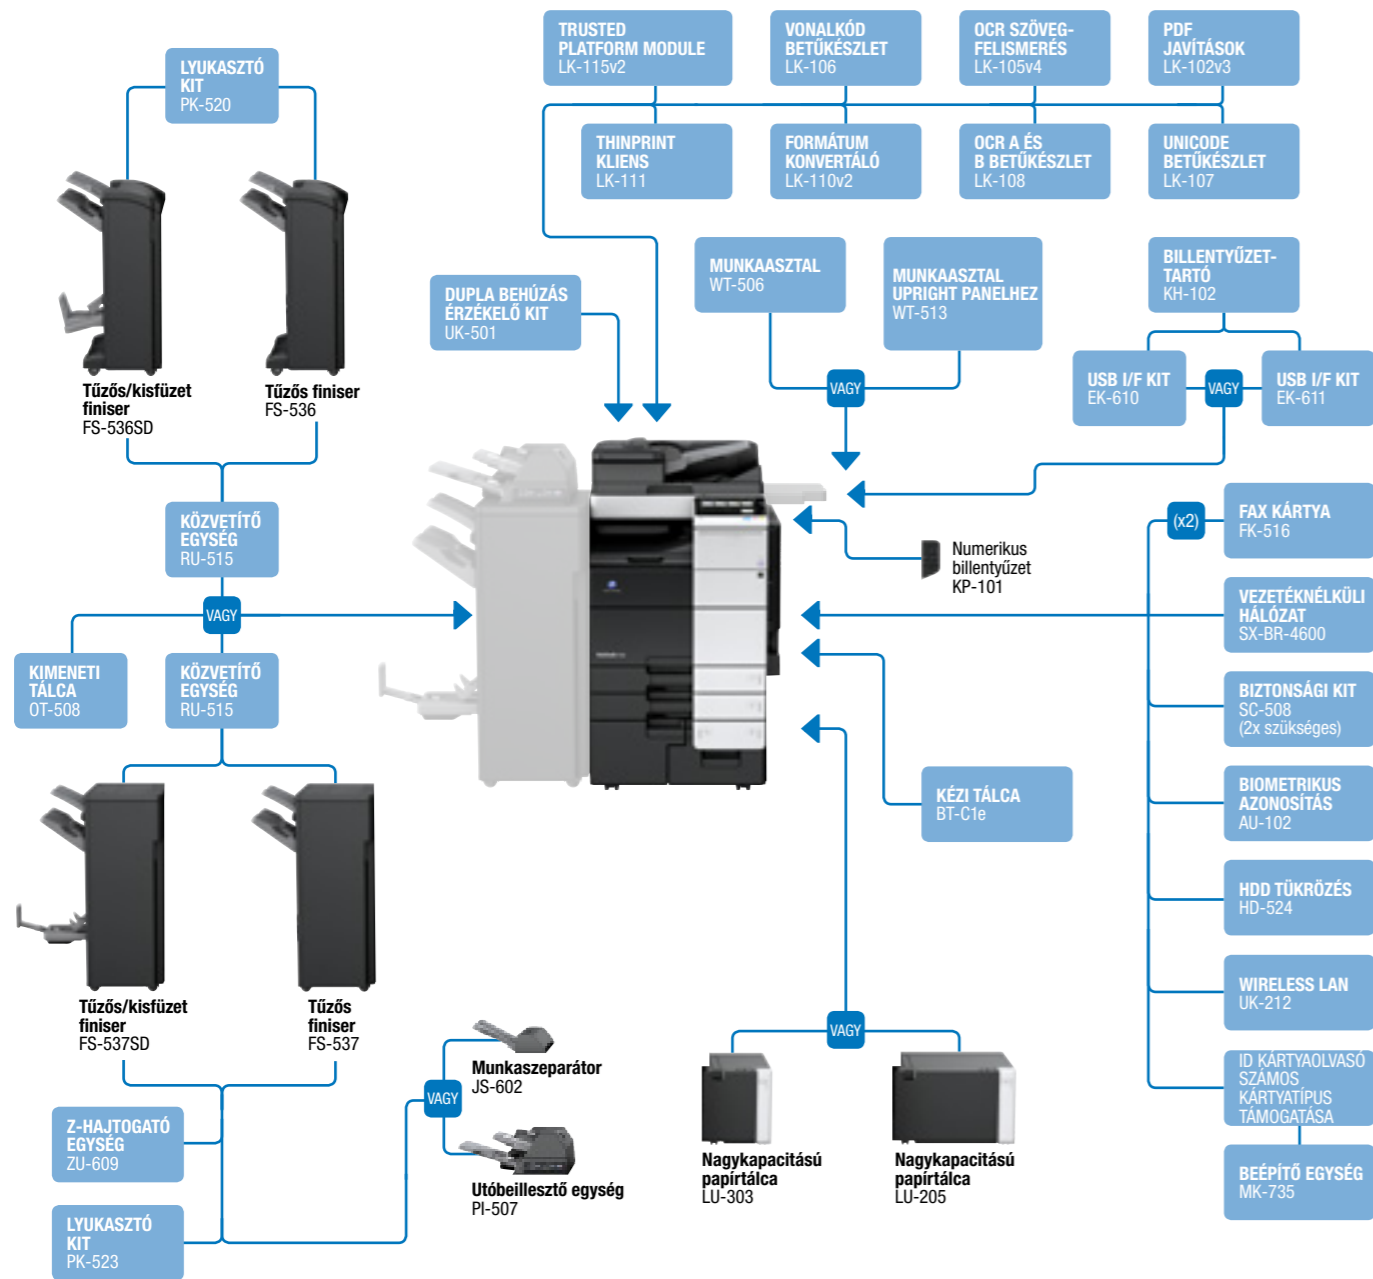 TRUSTED
PLATFORM MODULE
LK-115v2
VONALKÓD
BETŰKÉSZLET
LK-106
OCR SZÖVEG-
FELISMERÉS
LK-105v4
PDF
JAVÍTÁSOK
LK-102v3
LYUKASZTÓ
KIT
PK-520
THINPRINT
KLIENS
LK-111
FORMÁTUM
KONVERTÁLÓ
LK-110v2
OCR A ÉS
B BETŰKÉSZLET
LK-108
UNICODE
BETŰKÉSZLET
LK-107
DUPLA BEHÚZÁS
ÉRZÉKELŐ KIT
UK-501
MUNKAASZTAL
WT-506
MUNKAASZTAL
UPRIGHT PANELHEZ
WT-513
BILLENTYŰZET-
TARTÓ
KH-102
VAGY
USB I/F KIT
EK-610
VAGY
USB I/F KIT
EK-611
Tűzős/kisfüzet
finiser
FS-536SD
Tűzős finiser
FS-536
KÖZVETÍTŐ
EGYSÉG
RU-515
VAGY
KIMENETI
TÁLCA
OT-508
KÖZVETÍTŐ
EGYSÉG
RU-515
Numerikus
billentyűzet
KP-101
(x2)
FAX KÁRTYA
FK-516
VEZETÉKNÉLKÜLI
HÁLÓZAT
SX-BR-4600
BIZTONSÁGI KIT
SC-508
(2x szükséges)
BIOMETRIKUS
AZONOSÍTÁS
AU-102
KÉZI TÁLCA
BT-C1e
HDD TÜKRÖZÉS
HD-524
WIRELESS LAN
UK-212
ID KÁRTYAOLVASÓ
SZÁMOS
KÁRTYATÍPUS
TÁMOGATÁSA
BEÉPÍTŐ EGYSÉG
MK-735
Tűzős/kisfüzet
finiser
FS-537SD
Tűzős
finiser
FS-537
VAGY
Munkaszeparátor
JS-602
Utóbeillesztő egység
PI-507
Z-HAJTOGATÓ
EGYSÉG
ZU-609
LYUKASZTÓ
KIT
PK-523
VAGY
Nagykapacitású
papírtálca
LU-303
Nagykapacitású
papírtálca
LU-205